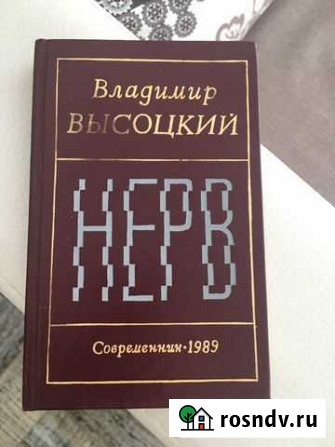 Владимир
ВЫСОЦКИЙ
НЕРВ
Современник·1989
rosndv.ru